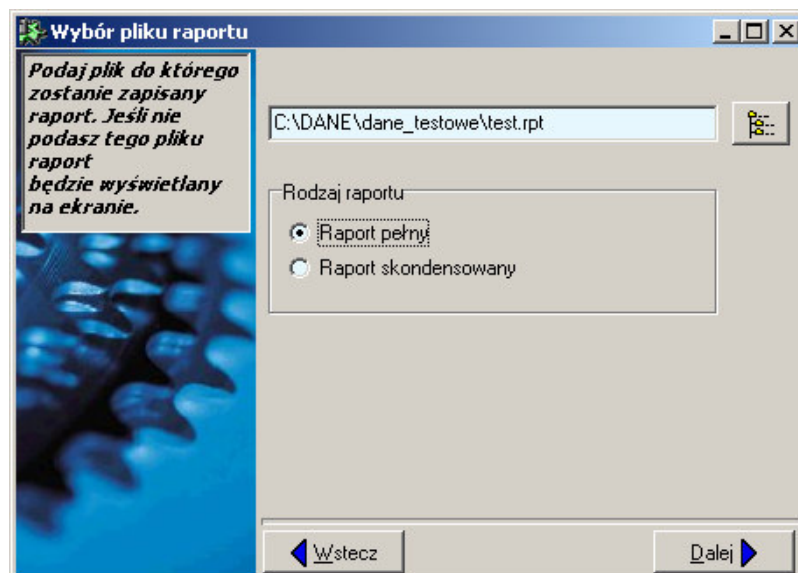 Wybór pliku raportu
Podaj plik do którego
zostanie zapisany
raport. Jeśli nie
podasz tego pliku
raport
będzie wyświetlany
na ekranie.
C:\DANE\dane_testowe\test.rpt
Rodzaj raportu
Raport pełny
Raport skondensowany
Wstecz
Dalej